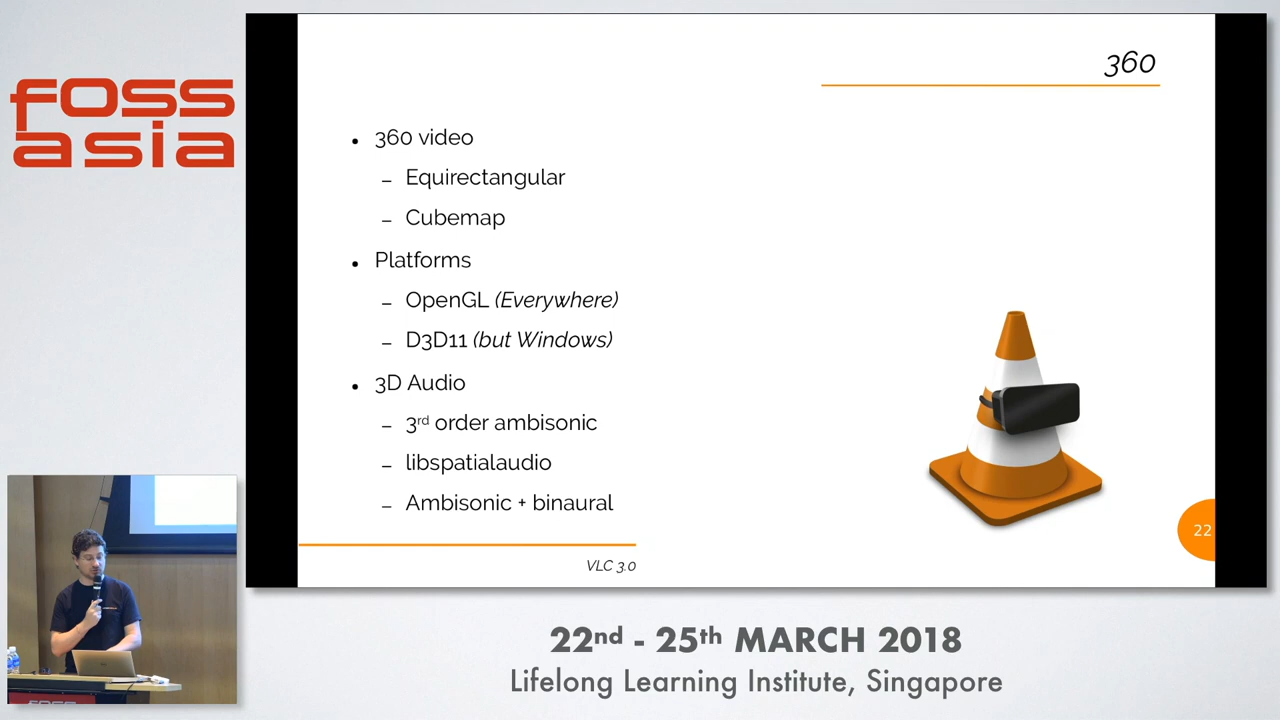 foss
asia
360
• 360 video
– Equirectangular
– Cubemap
• Platforms
– OpenGL (Everywhere)
– D3D11 (but Windows)
• 3D Audio
– 3rd order ambisonic
– libspatialaudio
– Ambisonic + binaural
22
VLC 3.0
FOSS
22nd - 25th MARCH 2018
Lifelong Learning Institute, Singapore